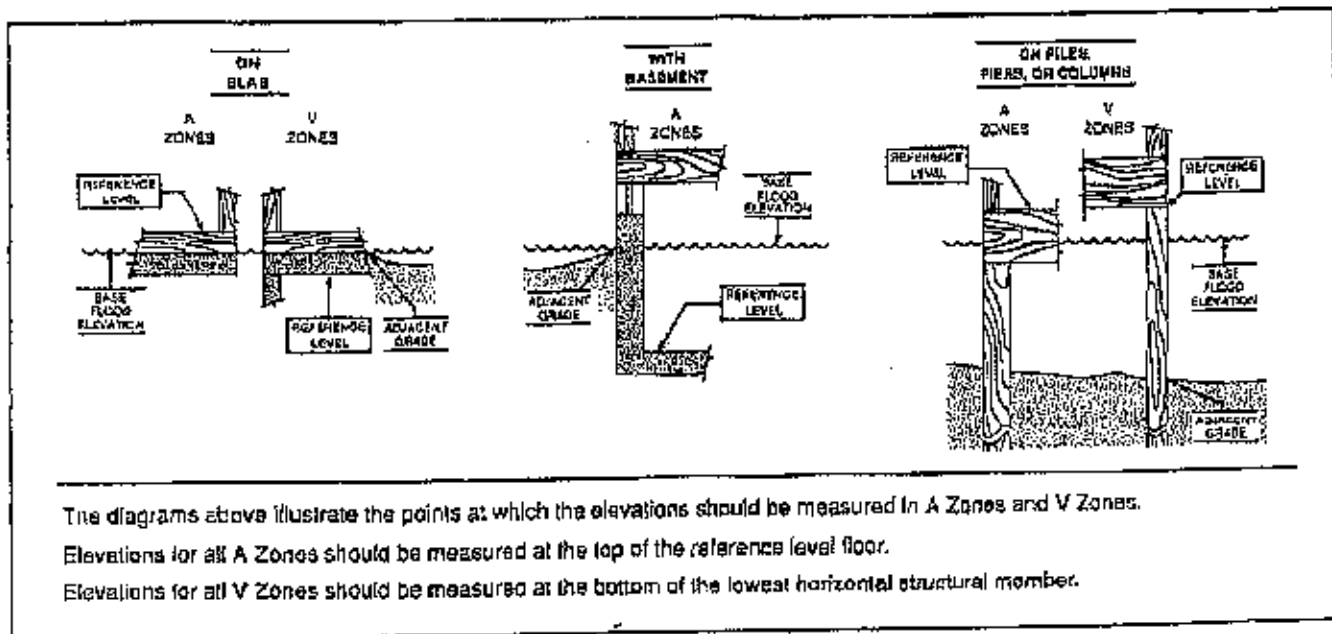 ON
SLAB
A
ZONES
V
ZONES
REFERENCE
LEVEL
BASE
FLOOD
ELEVATION
REFERENCE
LEVEL
ADJACENT
GRADE
WITH
BASEMENT
A
ZONES
BASE
FLOOD
ELEVATION
ADJACENT
GRADE
REFERENCE
LEVEL
ON PILES,
PIERS, OR COLUMNS
A
ZONES
V
ZONES
REFERENCE
LEVEL
REFERENCE
LEVEL
BASE
FLOOD
ELEVATION
ADJACENT
GRADE
The diagrams above illustrate the points at which the elevations should be measured in A Zones and V Zones.
Elevations for all A Zones should be measured at the top of the reference level floor.
Elevations for all V Zones should be measured at the bottom of the lowest horizontal structural member.